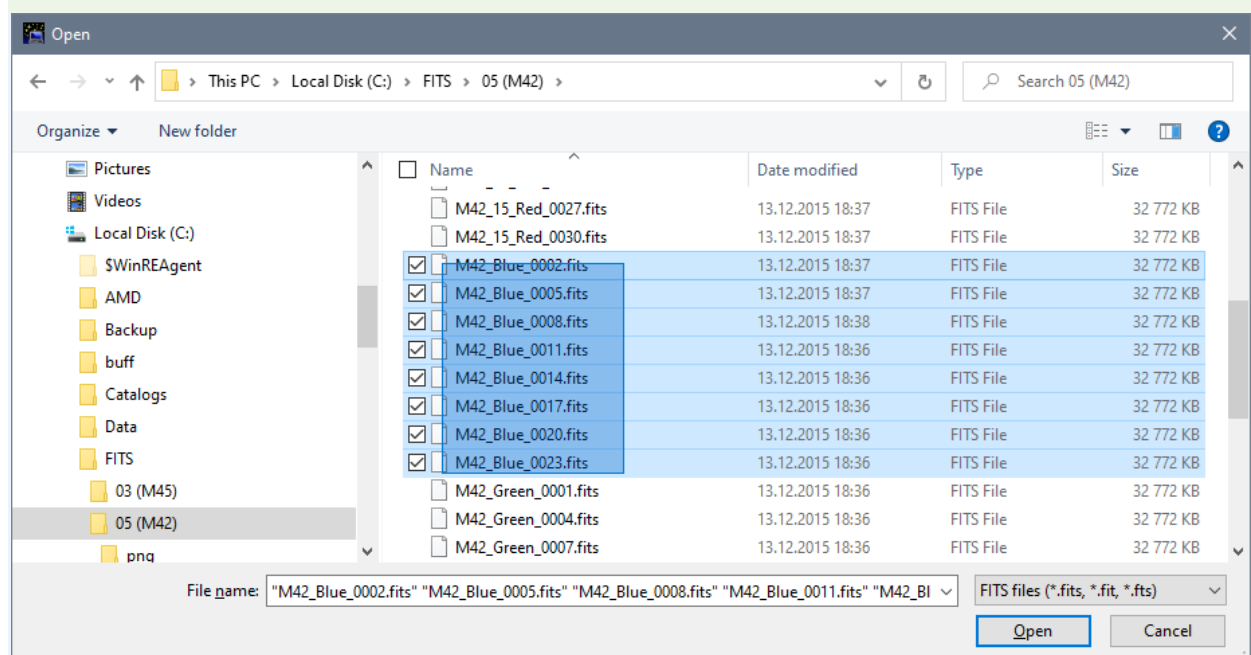 Open
This PC > Local Disk (C:) > FITS > 05 (M42) >
Search 05 (M42)
Organize
New folder
Pictures
Videos
Local Disk (C:)
$WinREAgent
AMD
Backup
buff
Catalogs
Data
FITS
03 (M45)
05 (M42)
png
Name Date modified Type Size
M42_15_Red_0027.fits 13.12.2015 18:37 FITS File 32 772 KB
M42_15_Red_0030.fits 13.12.2015 18:37 FITS File 32 772 KB
M42_Blue_0002.fits 13.12.2015 18:37 FITS File 32 772 KB
M42_Blue_0005.fits 13.12.2015 18:37 FITS File 32 772 KB
M42_Blue_0008.fits 13.12.2015 18:38 FITS File 32 772 KB
M42_Blue_0011.fits 13.12.2015 18:36 FITS File 32 772 KB
M42_Blue_0014.fits 13.12.2015 18:36 FITS File 32 772 KB
M42_Blue_0017.fits 13.12.2015 18:36 FITS File 32 772 KB
M42_Blue_0020.fits 13.12.2015 18:36 FITS File 32 772 KB
M42_Blue_0023.fits 13.12.2015 18:36 FITS File 32 772 KB
M42_Green_0001.fits 13.12.2015 18:36 FITS File 32 772 KB
M42_Green_0004.fits 13.12.2015 18:36 FITS File 32 772 KB
M42_Green_0007.fits 13.12.2015 18:36 FITS File 32 772 KB
File name: "M42_Blue_0002.fits" "M42_Blue_0005.fits" "M42_Blue_0008.fits" "M42_Blue_0011.fits" "M42_Bl
FITS files (*.fits, *.fit, *.fts)
Open
Cancel